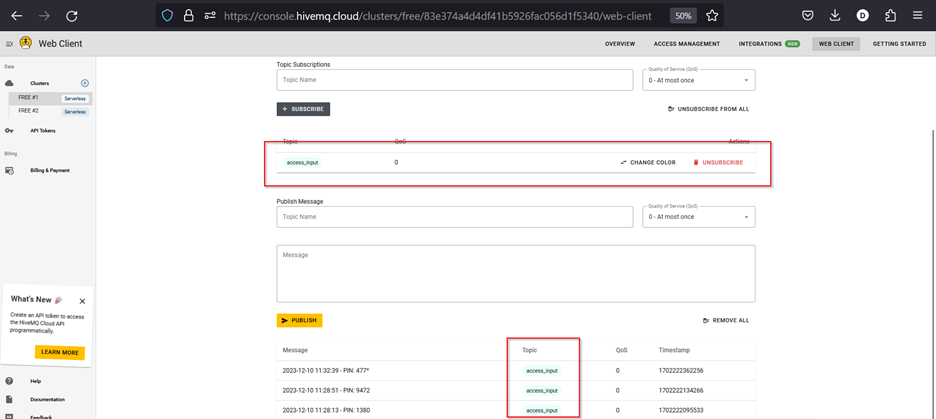 https://console.hivemq.cloud/clusters/free/83e374a4d4df41b5926fac056d1f5340/web-client 50%
Web Client OVERVIEW ACCESS MANAGEMENT INTEGRATIONS NEW WEB CLIENT GETTING STARTED
Data
Clusters
FREE #1 Serverless
FREE #2 Serverless
API Tokens
Billing
Billing & Payment
What's New
Create an API token to access
the HiveMQ Cloud API
programmatically.
LEARN MORE
Help
Documentation
Feedback
Topic Subscriptions
Topic Name
Quality of Service (QoS)
0 - At most once
+ SUBSCRIBE UNSUBSCRIBE FROM ALL
Topic QoS Actions
access_input 0 CHANGE COLOR UNSUBSCRIBE
Publish Message
Topic Name
Quality of Service (QoS)
0 - At most once
Message
PUBLISH REMOVE ALL
Message Topic QoS Timestamp
2023-12-10 11:32:39 - PIN: 477* access_input 0 1702222362256
2023-12-10 11:28:51 - PIN: 9472 access_input 0 1702222134266
2023-12-10 11:28:13 - PIN: 1380 access_input 0 1702222095533